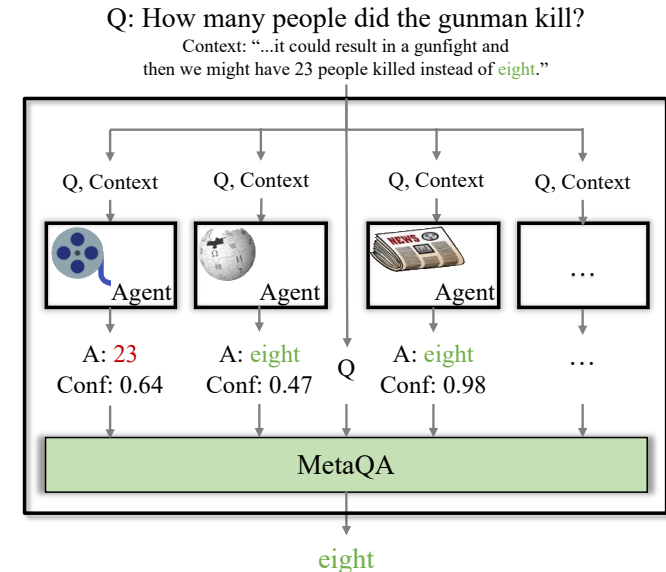 Q: How many people did the gunman kill?
Context: “...it could result in a gunfight and
then we might have 23 people killed instead of eight.”
Q, Context Q, Context Q, Context Q, Context
NEWS
Agent Agent Agent ...
A: 23 A: eight A: eight ...
Conf: 0.64 Conf: 0.47 Q Conf: 0.98
MetaQA
eight